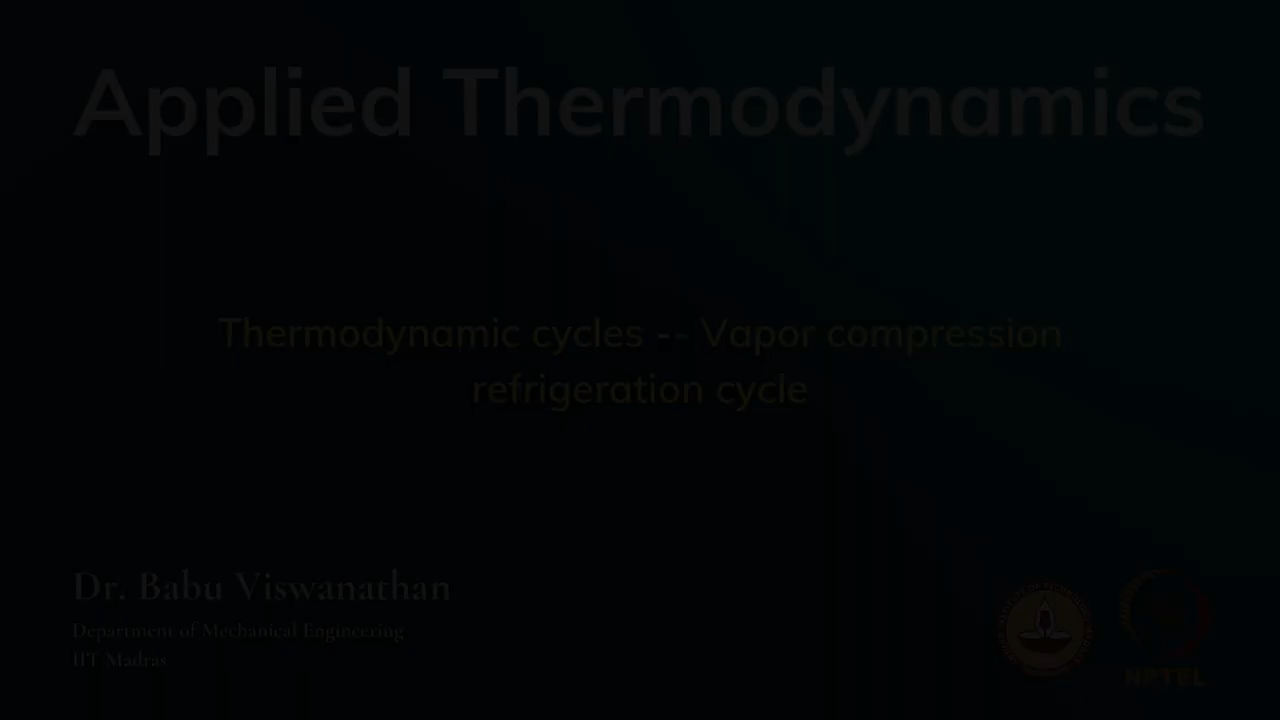 Applied Thermodynamics
Thermodynamic cycles -- Vapor compression
refrigeration cycle
Dr. Babu Viswanathan
Department of Mechanical Engineering
IIT Madras
NPTEL